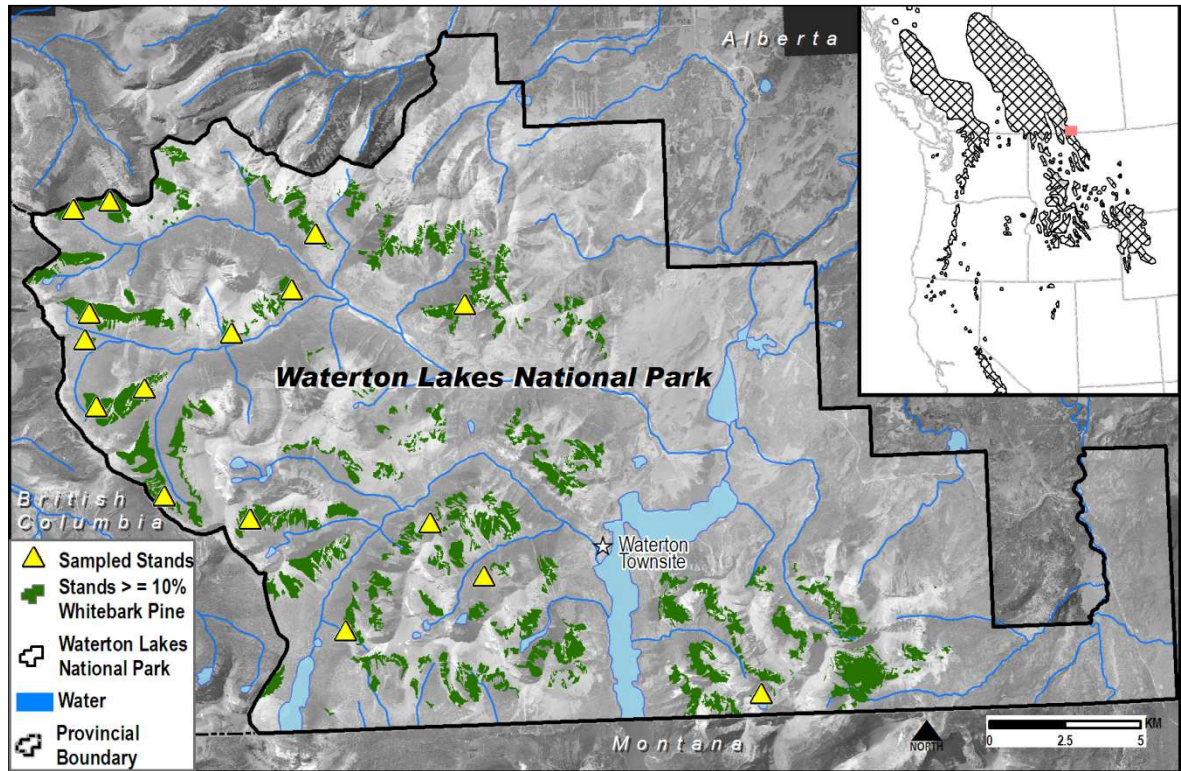 Alberta
Waterton Lakes National Park
British
Columbia
Waterton
Townsite
Sampled Stands
Stands > = 10%
Whitebark Pine
Waterton Lakes
National Park
Water
Provincial
Boundary
Montana
NORTH
KM
0 2.5 5